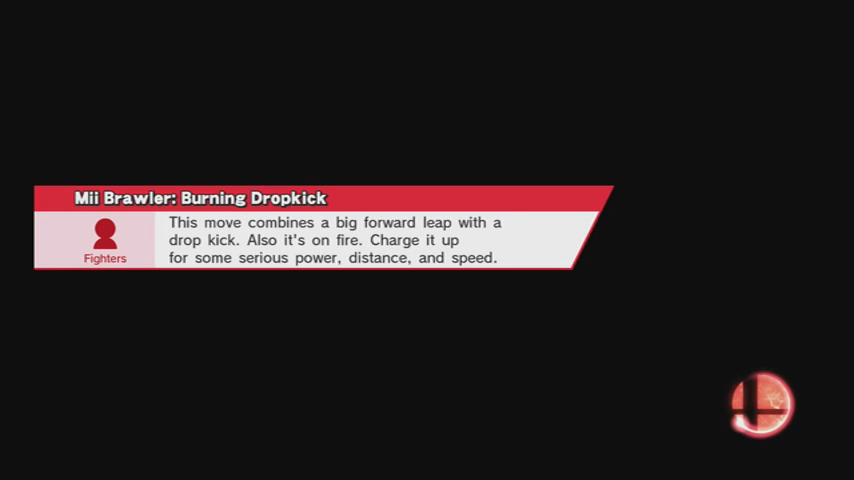 Mii Brawler: Burning Dropkick
This move combines a big forward leap with a
drop kick. Also it's on fire. Charge it up
for some serious power, distance, and speed.
Fighters